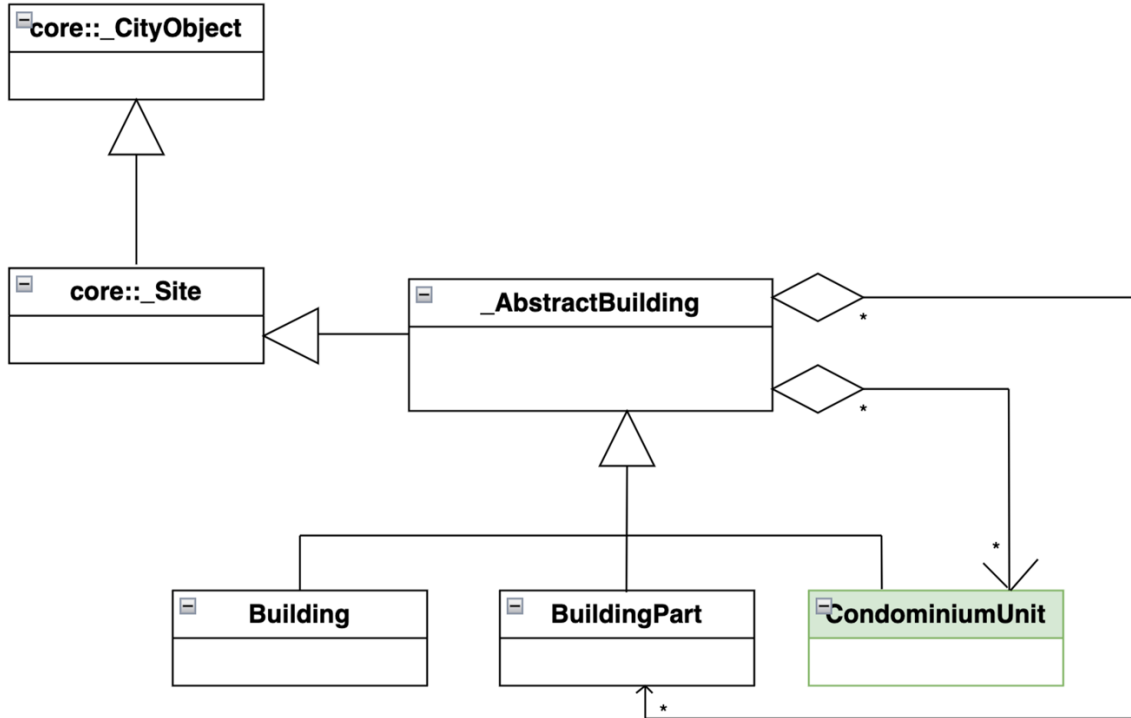 core::_CityObject
core::_Site
_AbstractBuilding
*
*
*
Building
BuildingPart
CondominiumUnit
*